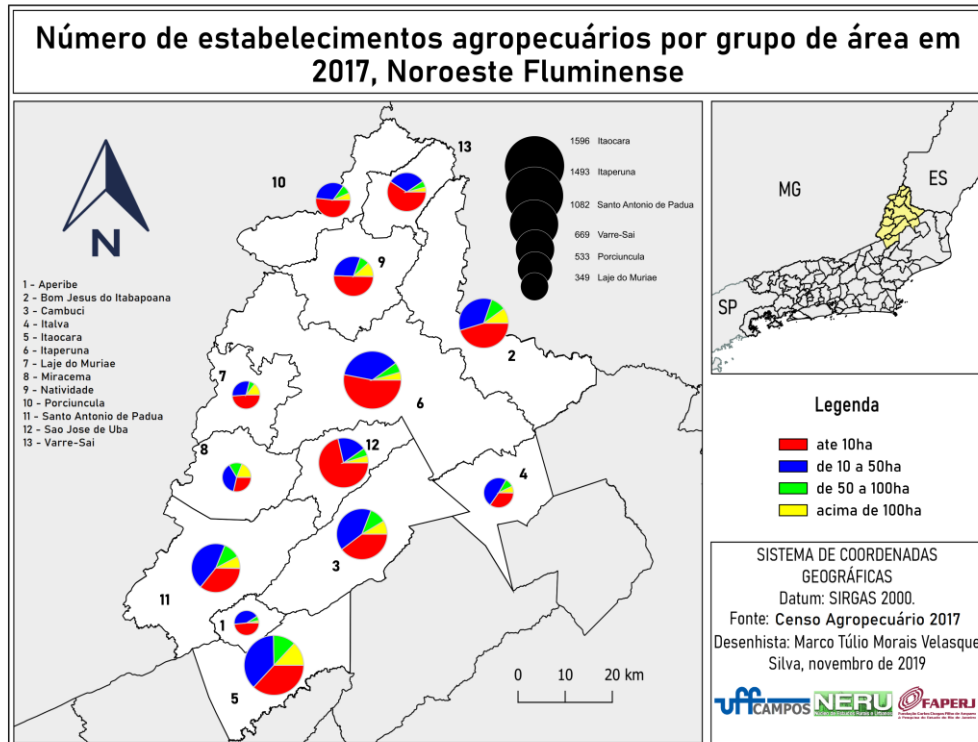 Número de estabelecimentos agropecuários por grupo de área em
2017, Noroeste Fluminense
N
1 - Aperibe
2 - Bom Jesus do Itabapoana
3 - Cambuci
4 - Italva
5 - Itaocara
6 - Itaperuna
7 - Laje do Muriae
8 - Miracema
9 - Natividade
10 - Porciuncula
11 - Santo Antonio de Padua
12 - Sao Jose de Uba
13 - Varre-Sai
13
10
9
2
7
6
12
8
4
3
11
1
5
1596 Itaocara
1493 Itaperuna
1082 Santo Antonio de Padua
669 Varre-Sai
533 Porciuncula
349 Laje do Muriae
0 10 20 km
MG
ES
SP
Legenda
ate 10ha
de 10 a 50ha
de 50 a 100ha
acima de 100ha
SISTEMA DE COORDENADAS
GEOGRÁFICAS
Datum: SIRGAS 2000.
Fonte: Censo Agropecuário 2017
Desenhista: Marco Túlio Morais Velasque
Silva, novembro de 2019
uff CAMPOS
NERU
FAPERJ